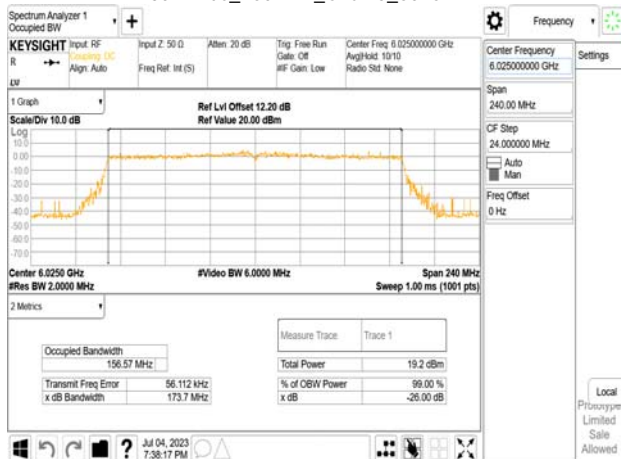 Spectrum Analyzer 1
Occupied BW
Frequency
KEYSIGHT
R
Input: RF
Coupling: DC
Align: Auto
Input Z: 50 Ω
Freq Ref: Int (S)
Atten: 20 dB
Trig: Free Run
Gate: Off
#IF Gain: Low
Center Freq: 6.025000000 GHz
Avg|Hold: 10/10
Radio Std: None
Center Frequency
6.025000000 GHz
Settings
Span
240.00 MHz
CF Step
24.000000 MHz
Auto
Man
Freq Offset
0 Hz
1 Graph
Scale/Div 10.0 dB
Ref Lvl Offset 12.20 dB
Ref Value 20.00 dBm
Log
10.0
0.00
-10.0
-20.0
-30.0
-40.0
-50.0
-60.0
-70.0
Center 6.0250 GHz
#Res BW 2.0000 MHz
#Video BW 6.0000 MHz
Span 240 MHz
Sweep 1.00 ms (1001 pts)
2 Metrics
Measure Trace Trace 1
Occupied Bandwidth
156.57 MHz
Total Power 19.2 dBm
Transmit Freq Error 56.112 kHz
% of OBW Power 99.00 %
x dB Bandwidth 173.7 MHz
x dB -26.00 dB
Local
Prototype
Limited
Sale
Allowed
?
Jul 04, 2023
7:38:17 PM